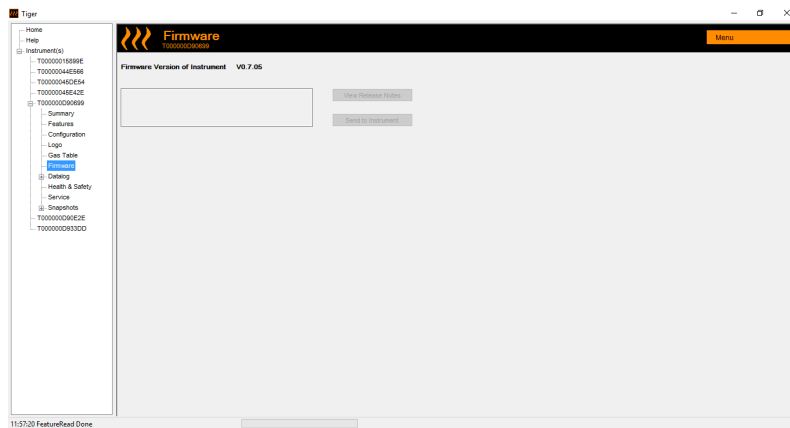 Tiger
Home
Help
Instrument(s)
T00000015899E
T00000044E566
T00000045DE54
T00000045E42E
T000000D90699
Summary
Features
Configuration
Logo
Gas Table
Firmware
Datalog
Health & Safety
Service
Snapshots
T000000D90E2E
T000000D933DD
Firmware
T000000D90699
Menu
Firmware Version of Instrument V0.7.05
View Release Notes
Send to Instrument
11:57:20 FeatureRead Done